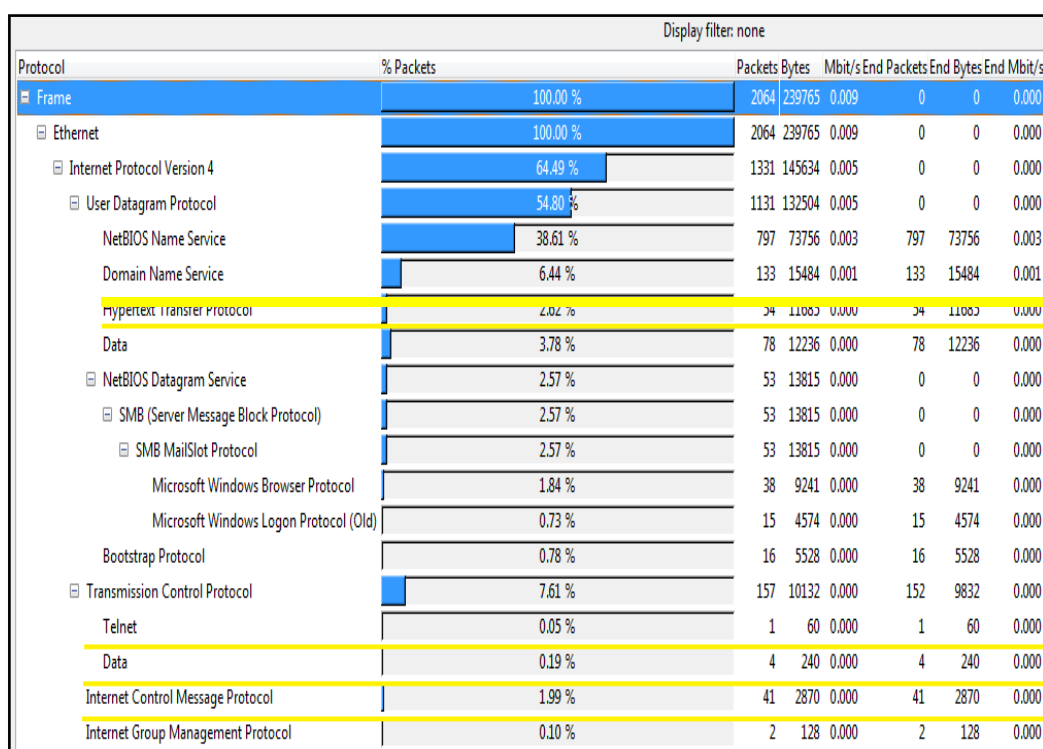 Display filter: none
Protocol % Packets Packets Bytes Mbit/s End Packets End Bytes End Mbit/s
Frame 100.00 % 2064 239765 0.009 0 0 0.000
Ethernet 100.00 % 2064 239765 0.009 0 0 0.000
Internet Protocol Version 4 64.49 % 1331 145634 0.005 0 0 0.000
User Datagram Protocol 54.80 % 1131 132504 0.005 0 0 0.000
NetBIOS Name Service 38.61 % 797 73756 0.003 797 73756 0.003
Domain Name Service 6.44 % 133 15484 0.001 133 15484 0.001
Hypertext Transfer Protocol 2.62 % 54 11685 0.000 54 11685 0.000
Data 3.78 % 78 12236 0.000 78 12236 0.000
NetBIOS Datagram Service 2.57 % 53 13815 0.000 0 0 0.000
SMB (Server Message Block Protocol) 2.57 % 53 13815 0.000 0 0 0.000
SMB MailSlot Protocol 2.57 % 53 13815 0.000 0 0 0.000
Microsoft Windows Browser Protocol 1.84 % 38 9241 0.000 38 9241 0.000
Microsoft Windows Logon Protocol (Old) 0.73 % 15 4574 0.000 15 4574 0.000
Bootstrap Protocol 0.78 % 16 5528 0.000 16 5528 0.000
Transmission Control Protocol 7.61 % 157 10132 0.000 152 9832 0.000
Telnet 0.05 % 1 60 0.000 1 60 0.000
Data 0.19 % 4 240 0.000 4 240 0.000
Internet Control Message Protocol 1.99 % 41 2870 0.000 41 2870 0.000
Internet Group Management Protocol 0.10 % 2 128 0.000 2 128 0.000